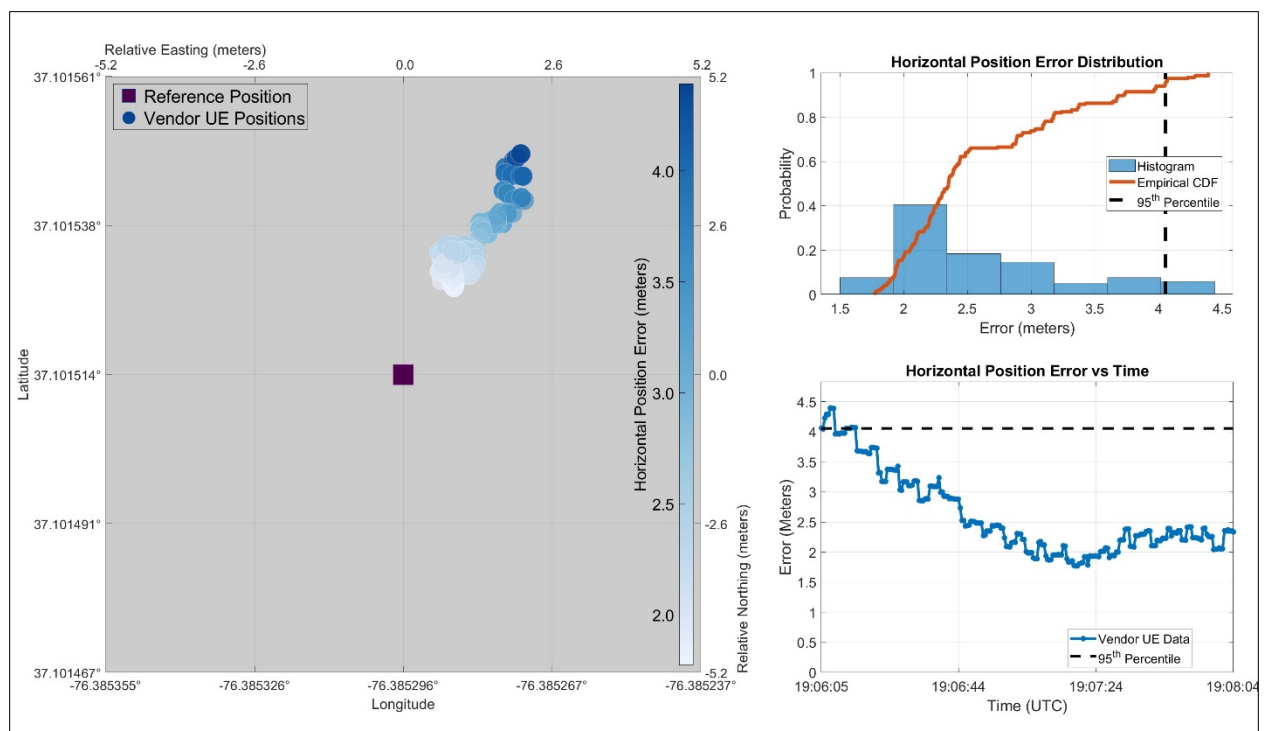 Relative Easting (meters)
-5.2 -2.6 0.0 2.6 5.2
37.101561°
37.101538°
37.101514°
37.101491°
37.101467°
Latitude
Reference Position
Vendor UE Positions
-76.385355° -76.385326° -76.385296° -76.385267° -76.385237°
Longitude
Horizontal Position Error (meters)
4.0
3.5
3.0
2.5
2.0
5.2
2.6
0.0
-2.6
-5.2
Relative Northing (meters)
Horizontal Position Error Distribution
Probability
1
0.8
0.6
0.4
0.2
0
Histogram
Empirical CDF
95th Percentile
1.5 2 2.5 3 3.5 4 4.5
Error (meters)
Horizontal Position Error vs Time
Error (Meters)
4.5
4
3.5
3
2.5
2
1.5
1
0.5
0
Vendor UE Data
95th Percentile
19:06:05 19:06:44 19:07:24 19:08:04
Time (UTC)